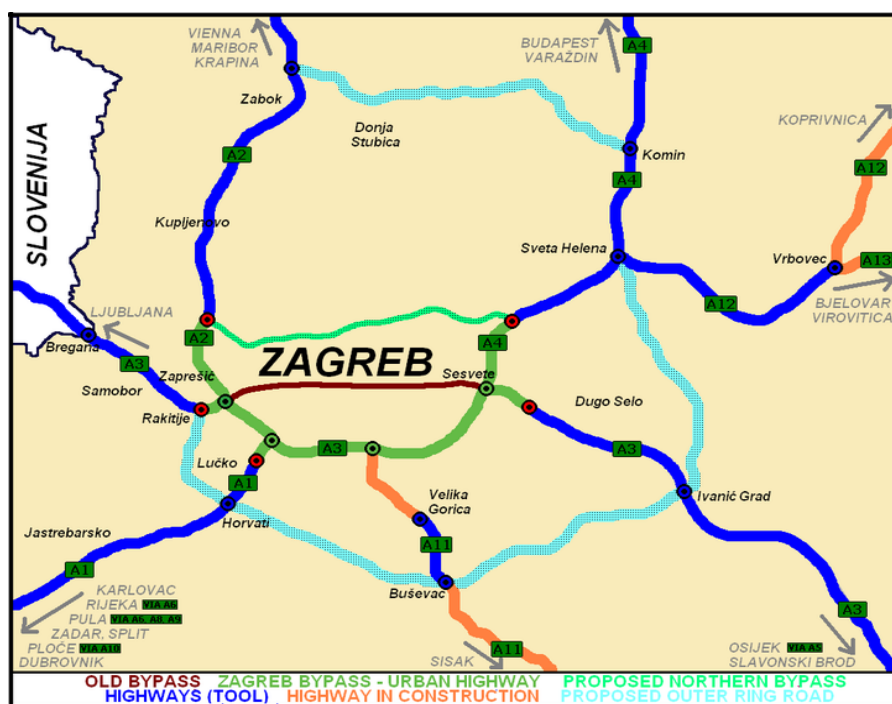 VIENNA
MARIBOR
KRAPINA
A4
BUDAPEST
VARAŽDIN
Zabok
KOPRIVNICA
Donja
Stubica
A2
Komin
A12
A4
SLOVENIJA
Kupljenovo
Sveta Helena
Vrbovec
A13
A12
BJELOVAR
VIROVITICA
LJUBLJANA
A2
A4
Bregana
A3
ZAGREB
Zaprešić
Sesvete
Samobor
Rakitije
Dugo Selo
A3
A3
Lučko
A1
Velika
Gorica
Ivanić Grad
Horvati
Jastrebarsko
A11
A1
Buševac
KARLOVAC
RIJEKA VIA A6
PULA VIA A6, A8, A9
ZADAR, SPLIT
PLOČE VIA A10
DUBROVNIK
A3
A11
SISAK
OSIJEK VIA A5
SLAVONSKI BROD
OLD BYPASS ZAGREB BYPASS - URBAN HIGHWAY PROPOSED NORTHERN BYPASS
HIGHWAYS (TOOL) HIGHWAY IN CONSTRUCTION PROPOSED OUTER RING ROAD